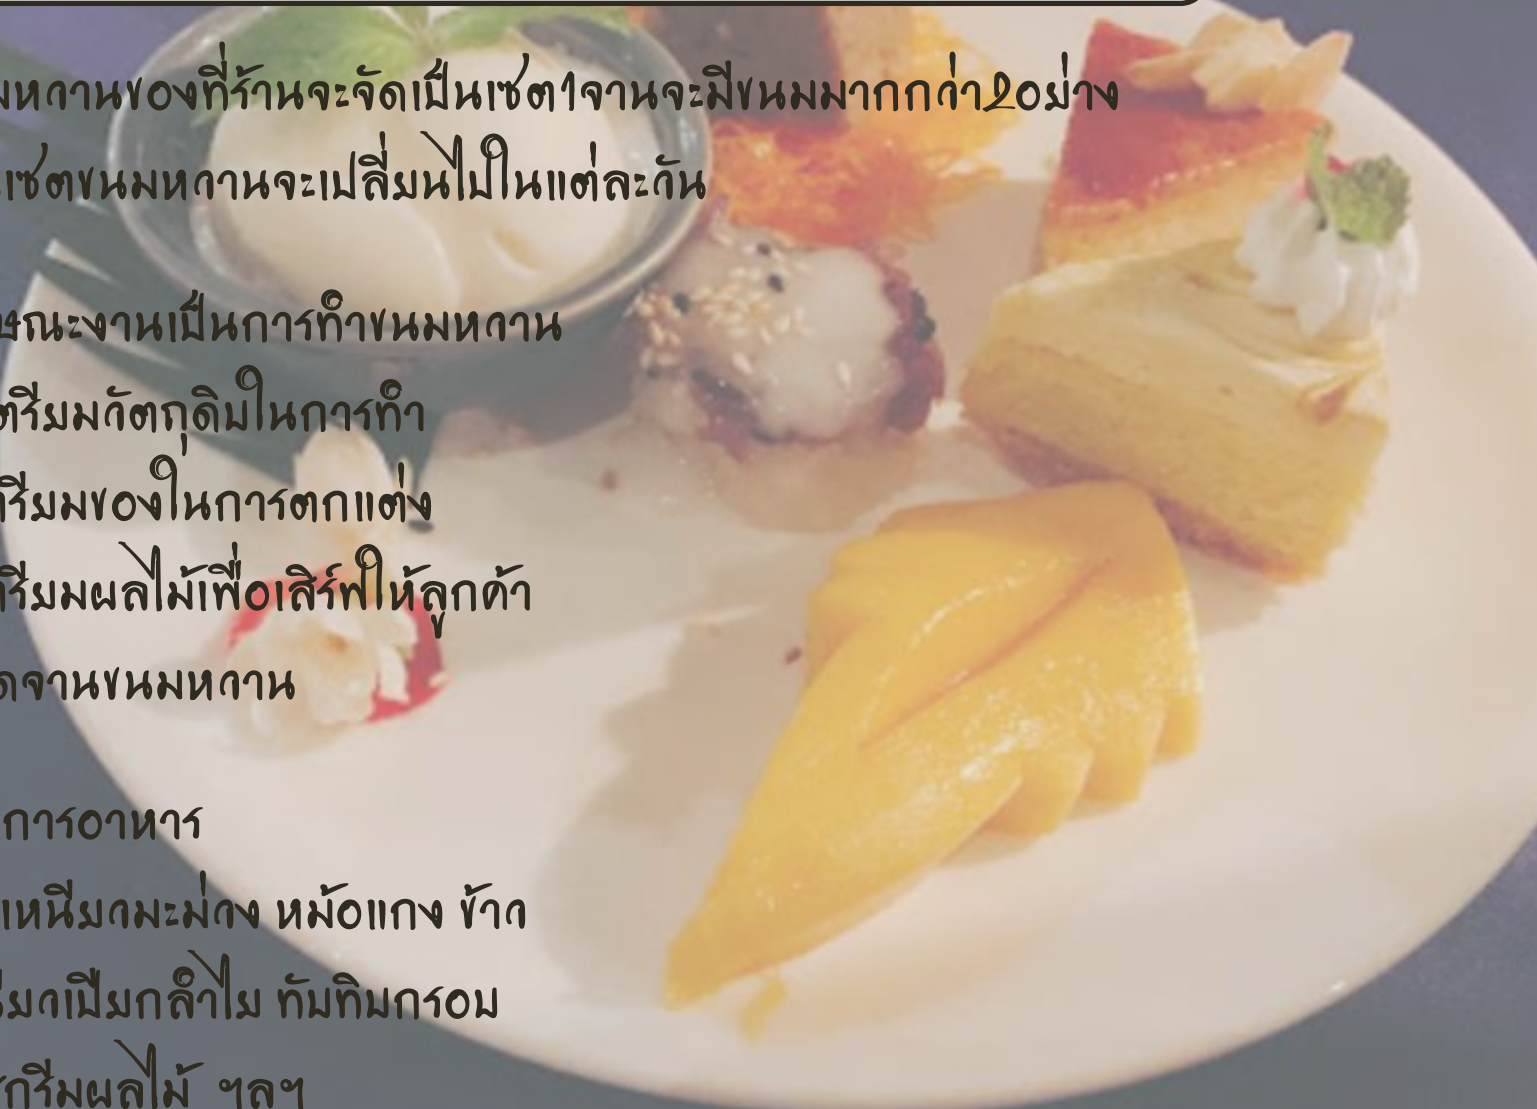 มหวานของที่ร้านจะจัดเป็นเซต1จานจะมีขนมมากกว่า2อย่าง
เซตขนมหวานจะเปลี่ยนไปในแต่ละวัน
ษณะงานเป็นการทำขนมหวาน
ตรียมวัตถุดิบในการทำ
รียมของในการตกแต่ง
รียมผลไม้เพื่อเสิร์ฟให้ลูกค้า
ดจานขนมหวาน
การอาหาร
เหนียวมะม่วง หม้อแกง ข้าว
ียวเปียกลำไย ทับทิมกรอบ
กรีมผลไม้ ฯลฯ